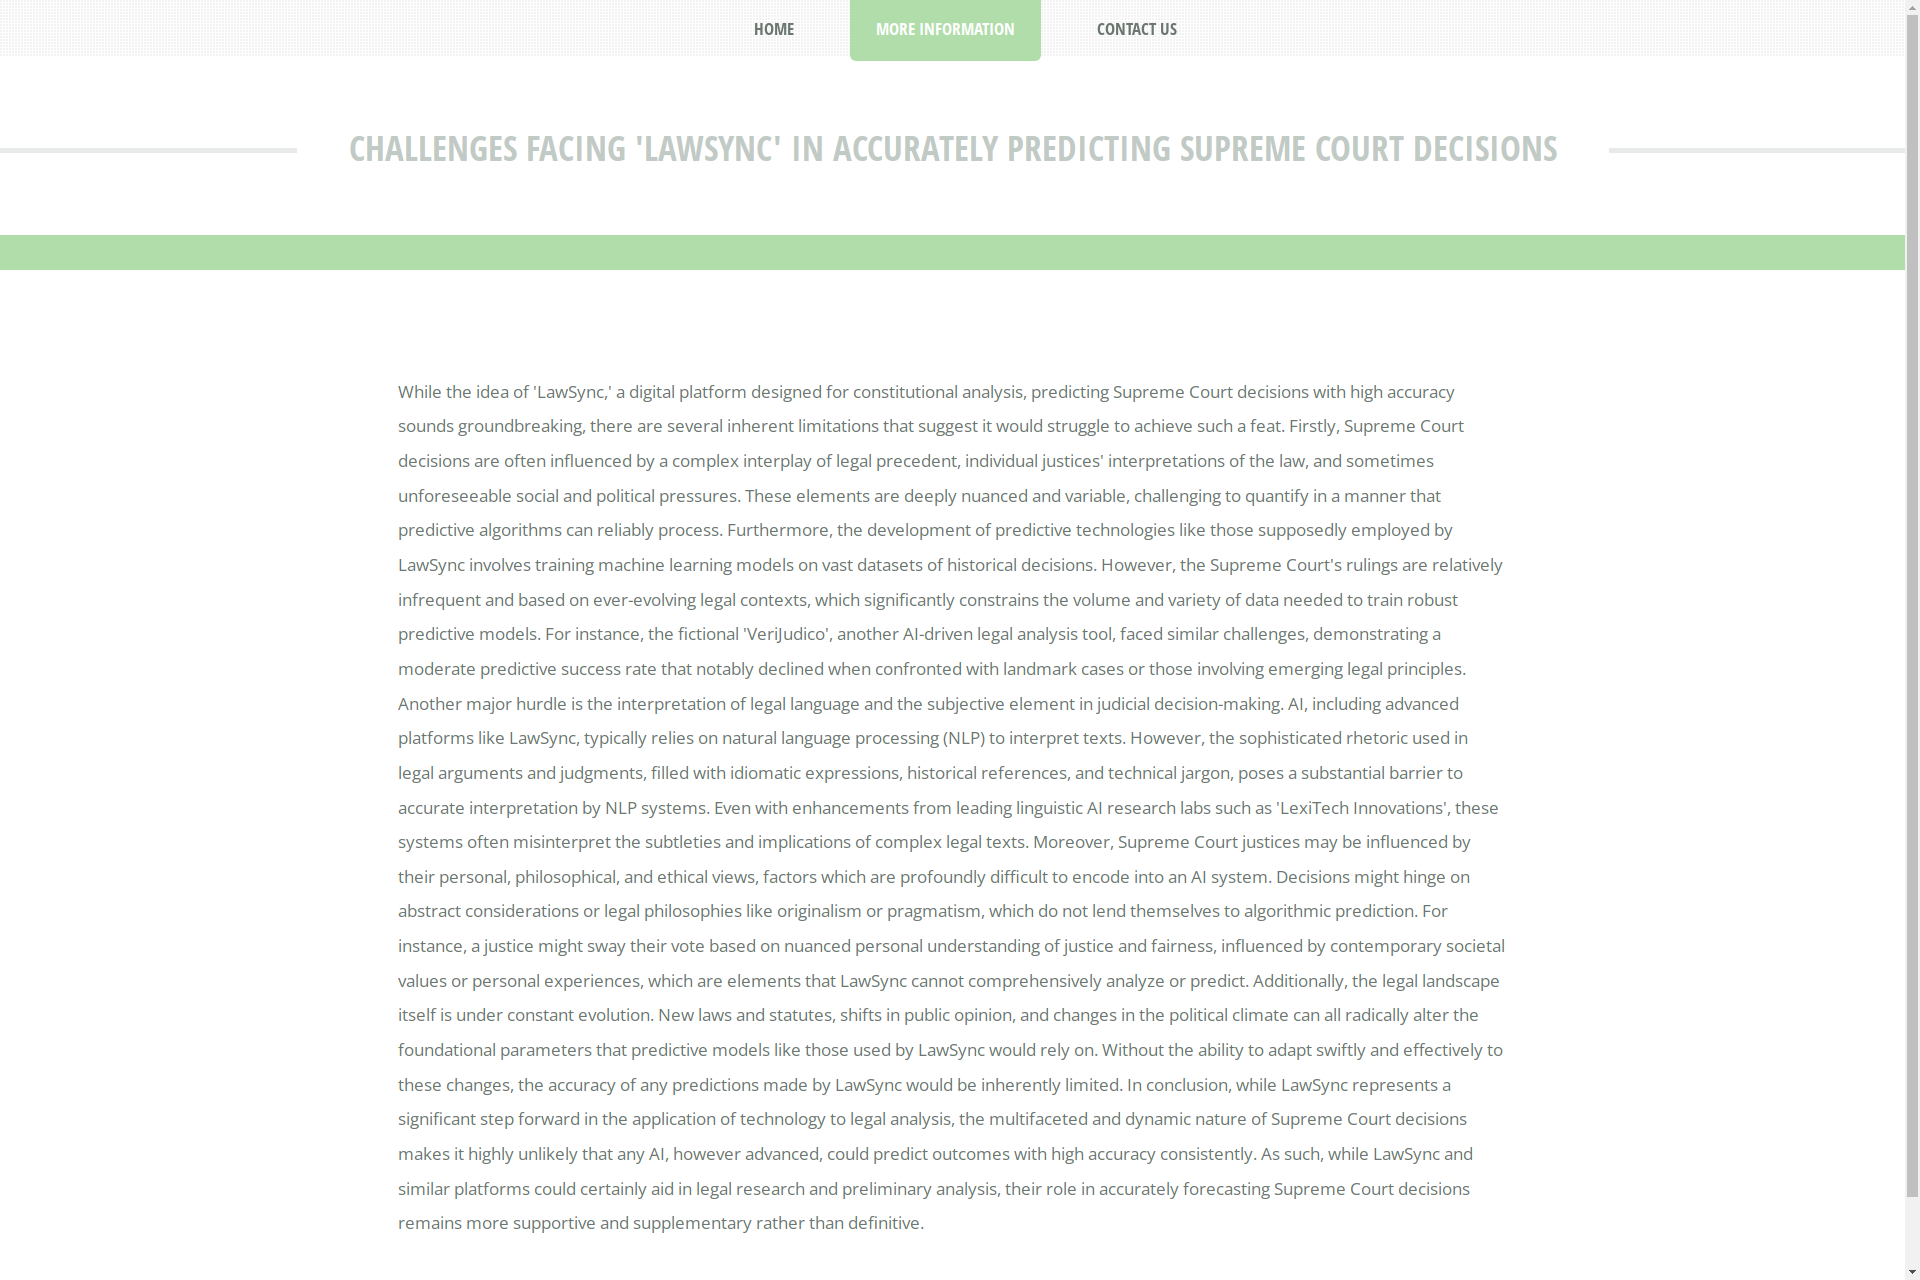 HOME
MORE INFORMATION
CONTACT US
CHALLENGES FACING 'LAWSYNC' IN ACCURATELY PREDICTING SUPREME COURT DECISIONS
While the idea of 'LawSync,' a digital platform designed for constitutional analysis, predicting Supreme Court decisions with high accuracy
sounds groundbreaking, there are several inherent limitations that suggest it would struggle to achieve such a feat. Firstly, Supreme Court
decisions are often influenced by a complex interplay of legal precedent, individual justices' interpretations of the law, and sometimes
unforeseeable social and political pressures. These elements are deeply nuanced and variable, challenging to quantify in a manner that
predictive algorithms can reliably process. Furthermore, the development of predictive technologies like those supposedly employed by
LawSync involves training machine learning models on vast datasets of historical decisions. However, the Supreme Court's rulings are relatively
infrequent and based on ever-evolving legal contexts, which significantly constrains the volume and variety of data needed to train robust
predictive models. For instance, the fictional 'VeriJudico', another AI-driven legal analysis tool, faced similar challenges, demonstrating a
moderate predictive success rate that notably declined when confronted with landmark cases or those involving emerging legal principles.
Another major hurdle is the interpretation of legal language and the subjective element in judicial decision-making. AI, including advanced
platforms like LawSync, typically relies on natural language processing (NLP) to interpret texts. However, the sophisticated rhetoric used in
legal arguments and judgments, filled with idiomatic expressions, historical references, and technical jargon, poses a substantial barrier to
accurate interpretation by NLP systems. Even with enhancements from leading linguistic AI research labs such as 'LexiTech Innovations', these
systems often misinterpret the subtleties and implications of complex legal texts. Moreover, Supreme Court justices may be influenced by
their personal, philosophical, and ethical views, factors which are profoundly difficult to encode into an AI system. Decisions might hinge on
abstract considerations or legal philosophies like originalism or pragmatism, which do not lend themselves to algorithmic prediction. For
instance, a justice might sway their vote based on nuanced personal understanding of justice and fairness, influenced by contemporary societal
values or personal experiences, which are elements that LawSync cannot comprehensively analyze or predict. Additionally, the legal landscape
itself is under constant evolution. New laws and statutes, shifts in public opinion, and changes in the political climate can all radically alter the
foundational parameters that predictive models like those used by LawSync would rely on. Without the ability to adapt swiftly and effectively to
these changes, the accuracy of any predictions made by LawSync would be inherently limited. In conclusion, while LawSync represents a
significant step forward in the application of technology to legal analysis, the multifaceted and dynamic nature of Supreme Court decisions
makes it highly unlikely that any AI, however advanced, could predict outcomes with high accuracy consistently. As such, while LawSync and
similar platforms could certainly aid in legal research and preliminary analysis, their role in accurately forecasting Supreme Court decisions
remains more supportive and supplementary rather than definitive.